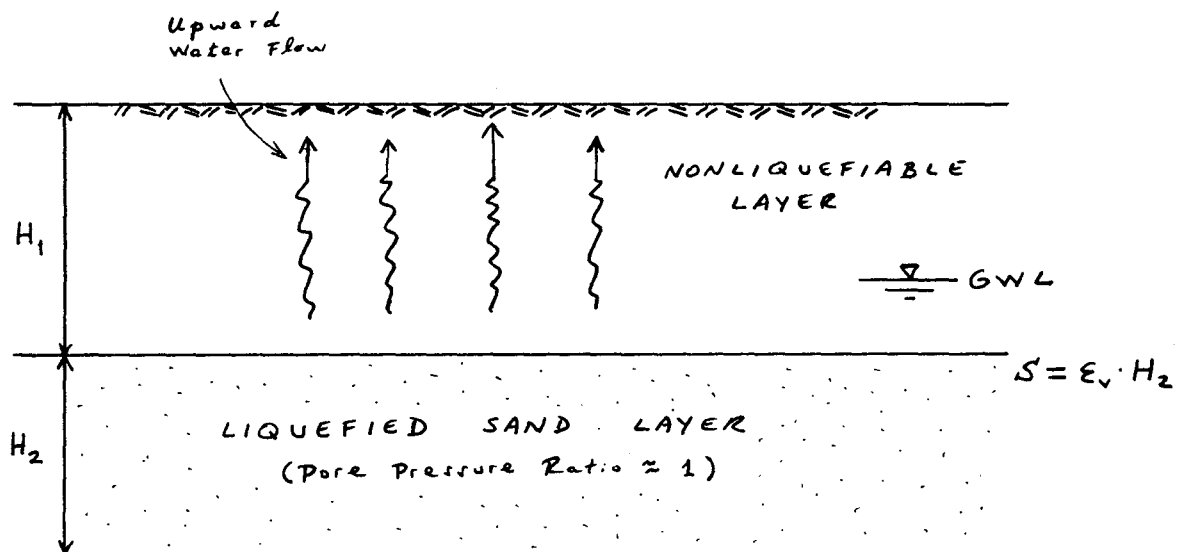 Upward
Water Flow
NONLIQUEFIABLE
LAYER
H₁
GWL
S = εᵥ · H₂
LIQUEFIED SAND LAYER
H₂
(Pore Pressure Ratio ≈ 1)